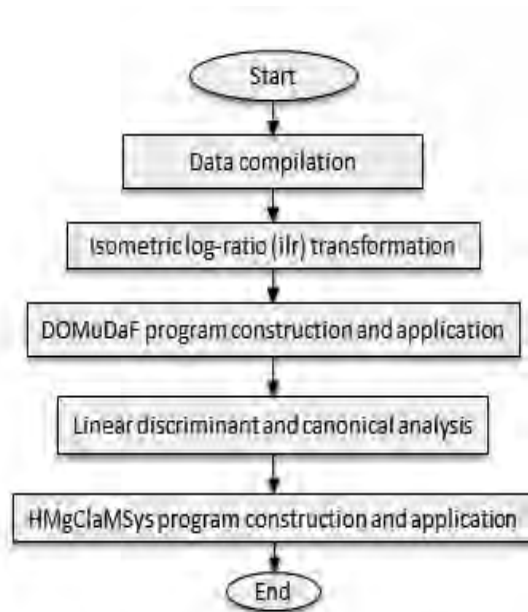 Start
Data compilation
Isometric log-ratio (ilr) transformation
DOMuDaF program construction and application
Linear discriminant and canonical analysis
HMgClaMSys program construction and application
End